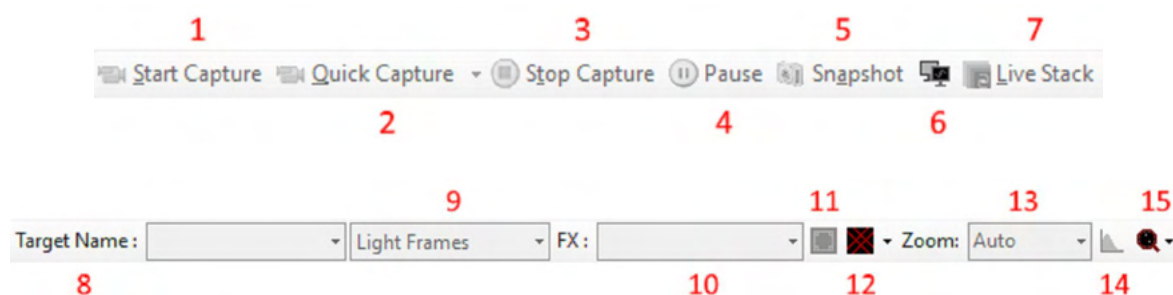 1 3 5 7
Start Capture Quick Capture Stop Capture Pause Snapshot Live Stack
2 4 6
9 11 13 15
Target Name : Light Frames FX : Zoom: Auto
8 10 12 14